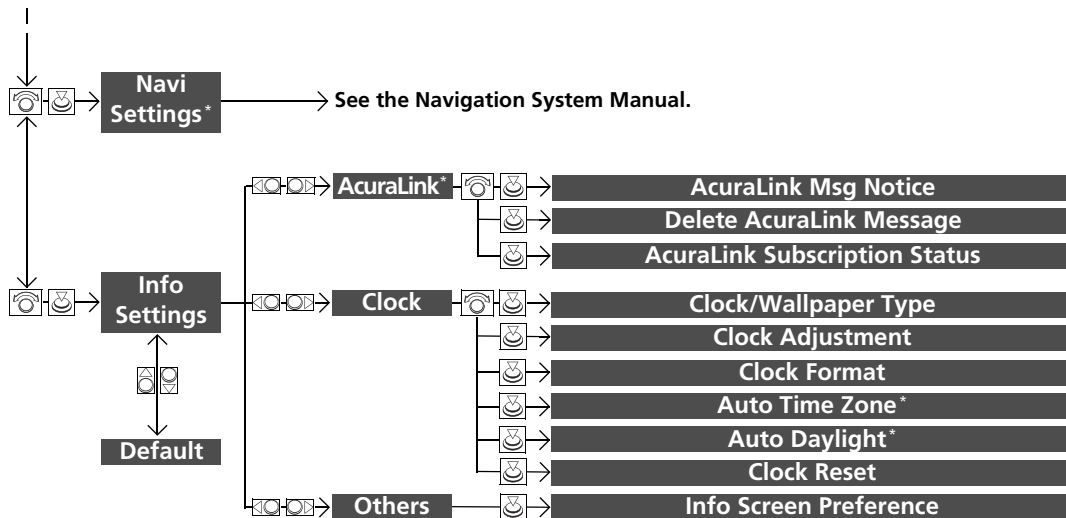 Navi
Settings*
See the Navigation System Manual.
AcuraLink*
AcuraLink Msg Notice
Delete AcuraLink Message
AcuraLink Subscription Status
Info
Settings
Clock
Clock/Wallpaper Type
Clock Adjustment
Clock Format
Auto Time Zone*
Auto Daylight*
Clock Reset
Default
Others
Info Screen Preference